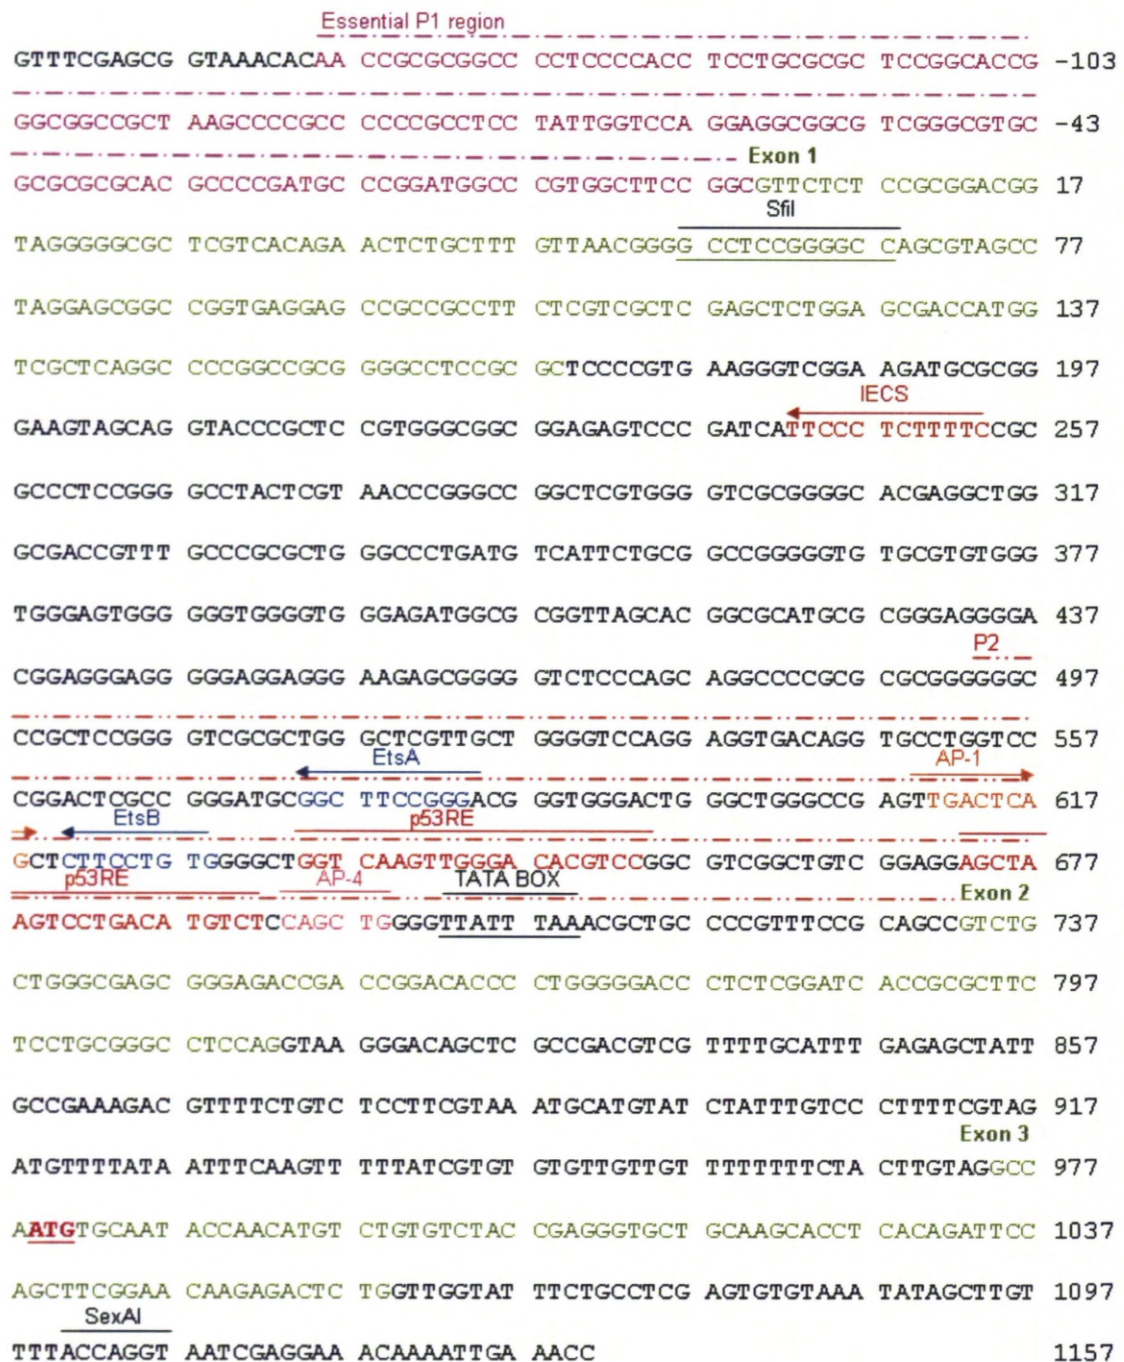 Essential P1 region
GTTTCGAGCG GTAAACACAA CCGCGCGGCC CCTCCCCACC TCCTGCGCGC TCCGGCACCG -103
GGCGGCCGCT AAGCCCCGCC CCCCGCCTCC TATTGGTCCA GGAGGCGGCG TCGGGCGTGC -43
Exon 1
GCGCGCGCAC GCCCCGATGC CCGGATGGCC CGTGGCTTCC GGCGTTCTCT CCGCGGACGG 17
SfiI
TAGGGGGCGC TCGTCACAGA ACTCTGCTTT GTTAACGGGG GCCTCCGGGGCC CAGCGTAGCC 77
TAGGAGCGGC CGGTGAGGAG CCGCCGCCTT CTCGTCGCTC GAGCTCTGGA GCGACCATGG 137
TCGCTCAGGC CCCGGCCGCG GGGCCTCCGC GCTCCCCGTG AAGGGTCGGA AGATGCGCGG 197
IECS
GAAGTAGCAG GTACCCGCTC CGTGGGCGGC GGAGAGTCCC GATCATTCCC TCTTTTCCGC 257
GCCCTCCGGG GCCTACTCGT AACCCGGGCC GGCTCGTGGG GTCGCGGGGC ACGAGGCTGG 317
GCGACCGTTT GCCCGCGCTG GGCCCTGATG TCATTCTGCG GCCGGGGGTG TGCGTGTGGG 377
TGGGAGTGGG GGGTGGGGTG GGAGATGGCG CGGTTAGCAC GGCGCATGCG CGGGAGGGGA 437
P2
CGGAGGGAGG GGGAGGAGGG AAGAGCGGGG GTCTCCCAGC AGGCCCCGCG CGCGGGGGGC 497
CCGCTCCGGG GTCGCGCTGG GCTCGTTGCT GGGGTCCAGG AGGTGACAGG TGCCTGGTCC 557
EtsA AP-1
CGGACTCGCC GGGATGCGGC TTCCGGGACG GGTGGGACTG GGCTGGGCCG AGTTGACTCA 617
EtsB p53RE
GCTCTTCCTG TGGGGCTGGT CAAGTTGGGA CACGTCCGGC GTCGGCTGTC GGAGGAGCTA 677
p53RE AP-4 TATA BOX Exon 2
AGTCCTGACA TGTCTCCAGC TGGGGTTATT TAAACGCTGC CCCGTTTCCG CAGCCGTCTG 737
CTGGGCGAGC GGGAGACCGA CCGGACACCC CTGGGGGACC CTCTCGGATC ACCGCGCTTC 797
TCCTGCGGGC CTCCAGGTAA GGGACAGCTC GCCGACGTCG TTTTGCATTT GAGAGCTATT 857
GCCGAAAGAC GTTTTCTGTC TCCTTCGTAA ATGCATGTAT CTATTTGTCC CTTTTCGTAG 917
Exon 3
ATGTTTTATA ATTTCAAGTT TTTATCGTGT GTGTTGTTGT TTTTTTTCTA CTTGTAGGCC 977
AATGTGCAAT ACCAACATGT CTGTGTCTAC CGAGGGTGCT GCAAGCACCT CACAGATTCC 1037
AGCTTCGGAA CAAGAGACTC TGGTTGGTAT TTCTGCCTCG AGTGTGTAAA TATAGCTTGT 1097
SexAI
TTTACCAGGT AATCGAGGAA ACAAAATTGA AACC 1157